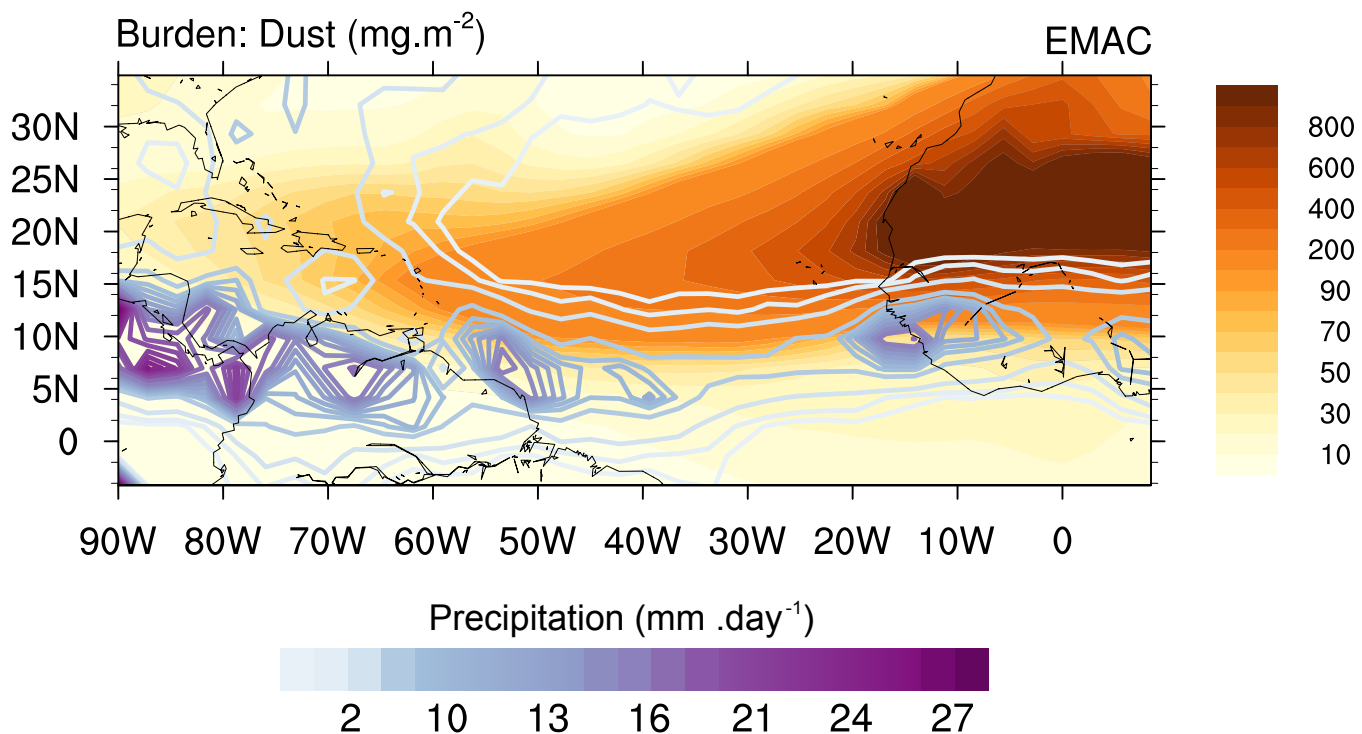 Burden: Dust (mg.m⁻²) EMAC
30N
25N
20N
15N
10N
5N
0
90W 80W 70W 60W 50W 40W 30W 20W 10W 0
800
600
400
200
90
70
50
30
10
Precipitation (mm .day⁻¹)
2 10 13 16 21 24 27